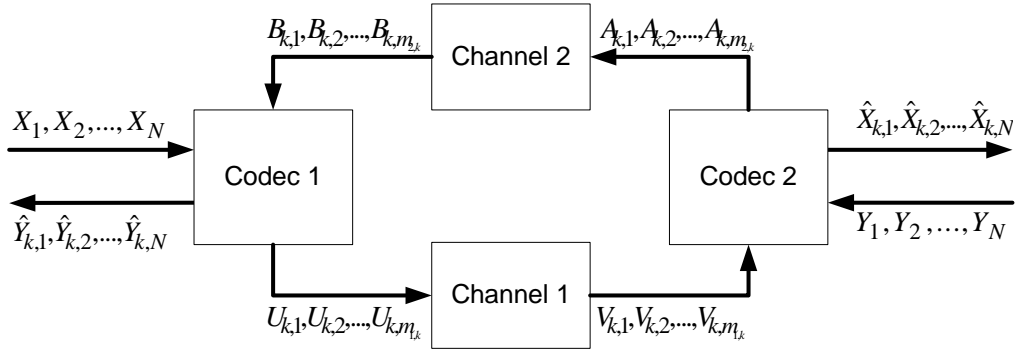 B_{k,1}, B_{k,2},..., B_{k,m_{2,k}}
Channel 2
A_{k,1}, A_{k,2},..., A_{k,m_{2,k}}
X_1, X_2,..., X_N
Codec 1
Ŷ_{k,1}, Ŷ_{k,2},..., Ŷ_{k,N}
Codec 2
X̂_{k,1}, X̂_{k,2},..., X̂_{k,N}
Y_1, Y_2,..., Y_N
U_{k,1}, U_{k,2},..., U_{k,m_{1,k}}
Channel 1
V_{k,1}, V_{k,2},..., V_{k,m_{1,k}}